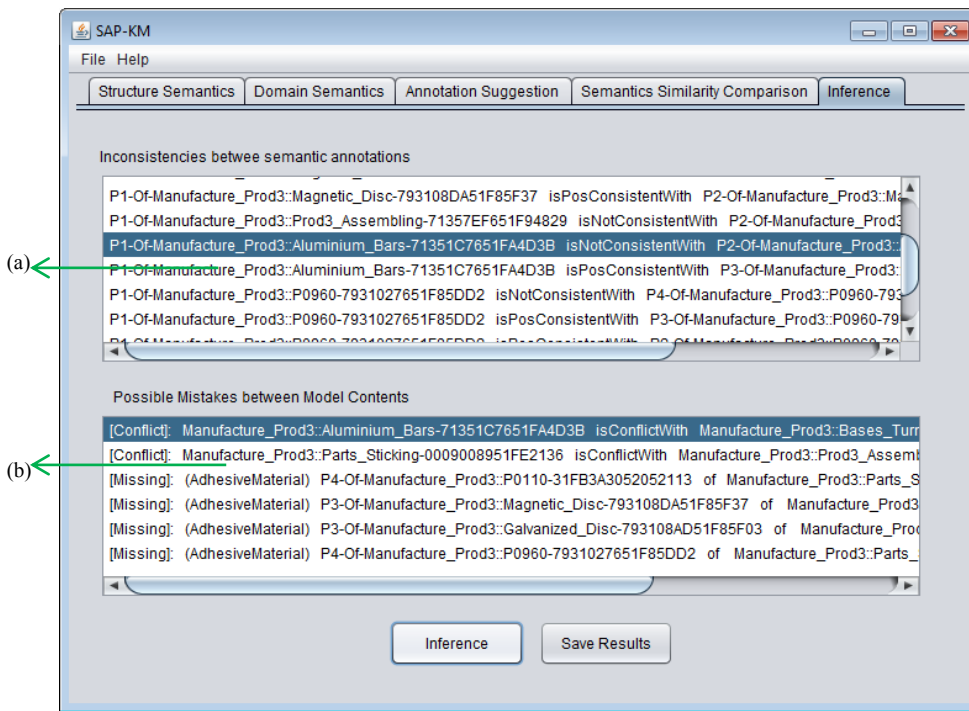 SAP-KM
File Help
Structure Semantics Domain Semantics Annotation Suggestion Semantics Similarity Comparison Inference
Inconsistencies betwee semantic annotations
P1-Of-Manufacture_Prod3::Magnetic_Disc-793108DA51F85F37 isPosConsistentWith P2-Of-Manufacture_Prod3::Ma
P1-Of-Manufacture_Prod3::Prod3_Assembling-71357EF651F94829 isNotConsistentWith P2-Of-Manufacture_Prod3
P1-Of-Manufacture_Prod3::Aluminium_Bars-71351C7651FA4D3B isNotConsistentWith P2-Of-Manufacture_Prod3::
(a)
P1-Of-Manufacture_Prod3::Aluminium_Bars-71351C7651FA4D3B isPosConsistentWith P3-Of-Manufacture_Prod3:
P1-Of-Manufacture_Prod3::P0960-7931027651F85DD2 isNotConsistentWith P4-Of-Manufacture_Prod3::P0960-793
P1-Of-Manufacture_Prod3::P0960-7931027651F85DD2 isPosConsistentWith P3-Of-Manufacture_Prod3::P0960-79
Possible Mistakes between Model Contents
[Conflict]: Manufacture_Prod3::Aluminium_Bars-71351C7651FA4D3B isConflictWith Manufacture_Prod3::Bases_Turn
[Conflict]: Manufacture_Prod3::Parts_Sticking-0009008951FE2136 isConflictWith Manufacture_Prod3::Prod3_Assemb
(b)
[Missing]: (AdhesiveMaterial) P4-Of-Manufacture_Prod3::P0110-31FB3A3052052113 of Manufacture_Prod3::Parts_S
[Missing]: (AdhesiveMaterial) P3-Of-Manufacture_Prod3::Magnetic_Disc-793108DA51F85F37 of Manufacture_Prod3
[Missing]: (AdhesiveMaterial) P3-Of-Manufacture_Prod3::Galvanized_Disc-793108AD51F85F03 of Manufacture_Prod
[Missing]: (AdhesiveMaterial) P4-Of-Manufacture_Prod3::P0960-7931027651F85DD2 of Manufacture_Prod3::Parts_
Inference Save Results